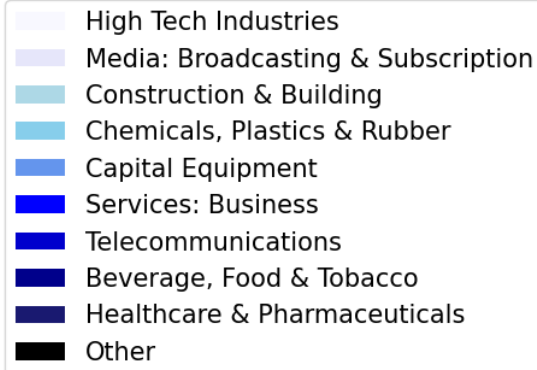 High Tech Industries
Media: Broadcasting & Subscription
Construction & Building
Chemicals, Plastics & Rubber
Capital Equipment
Services: Business
Telecommunications
Beverage, Food & Tobacco
Healthcare & Pharmaceuticals
Other